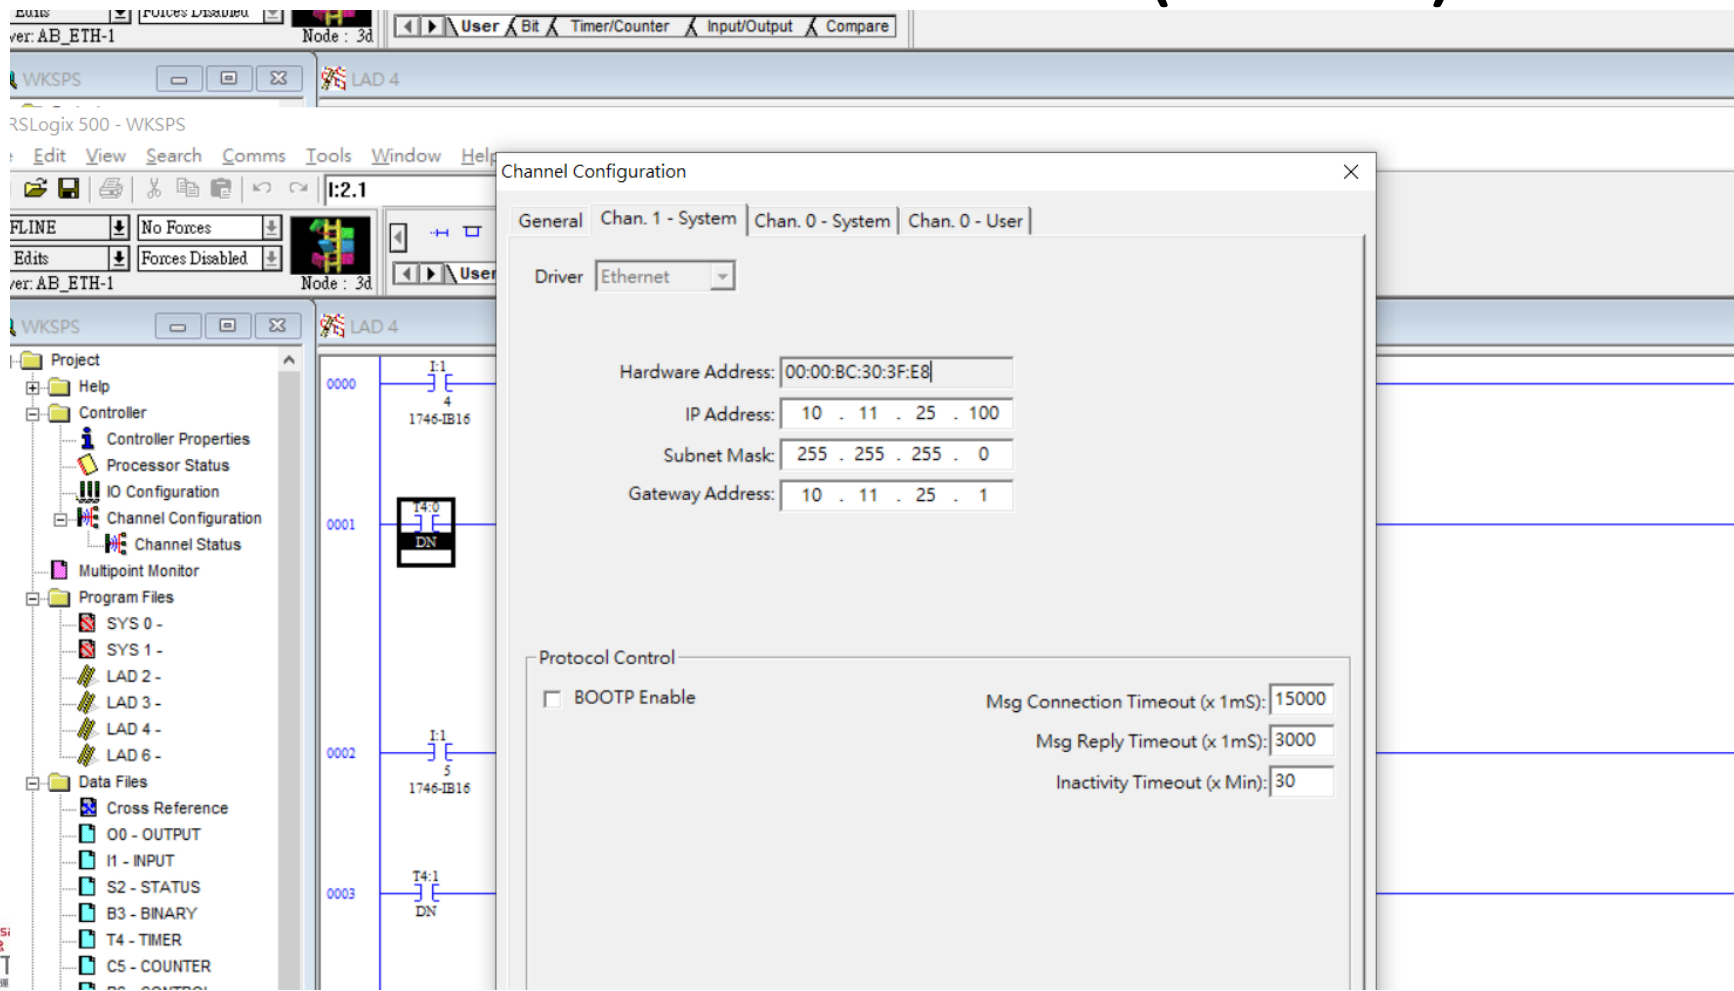 Edits Forces Disabled
ver: AB_ETH-1 Node : 3d
User Bit Timer/Counter Input/Output Compare
WKSPS
LAD 4
RSLogix 500 - WKSPS
Edit View Search Comms Tools Window Help
I:2.1
FLINE No Forces
Edits Forces Disabled
ver: AB_ETH-1 Node : 3d
User
WKSPS
LAD 4
Project
Help
Controller
Controller Properties
Processor Status
IO Configuration
Channel Configuration
Channel Status
Multipoint Monitor
Program Files
SYS 0 -
SYS 1 -
LAD 2 -
LAD 3 -
LAD 4 -
LAD 6 -
Data Files
Cross Reference
O0 - OUTPUT
I1 - INPUT
S2 - STATUS
B3 - BINARY
T4 - TIMER
C5 - COUNTER
R6 - CONTROL
0000
I:1
4
1746-IB16
0001
T4:0
DN
0002
I:1
5
1746-IB16
0003
T4:1
DN
Channel Configuration
General Chan. 1 - System Chan. 0 - System Chan. 0 - User
Driver Ethernet
Hardware Address: 00:00:BC:30:3F:E8
IP Address: 10 . 11 . 25 . 100
Subnet Mask: 255 . 255 . 255 . 0
Gateway Address: 10 . 11 . 25 . 1
Protocol Control
BOOTP Enable
Msg Connection Timeout (x 1mS): 15000
Msg Reply Timeout (x 1mS): 3000
Inactivity Timeout (x Min): 30